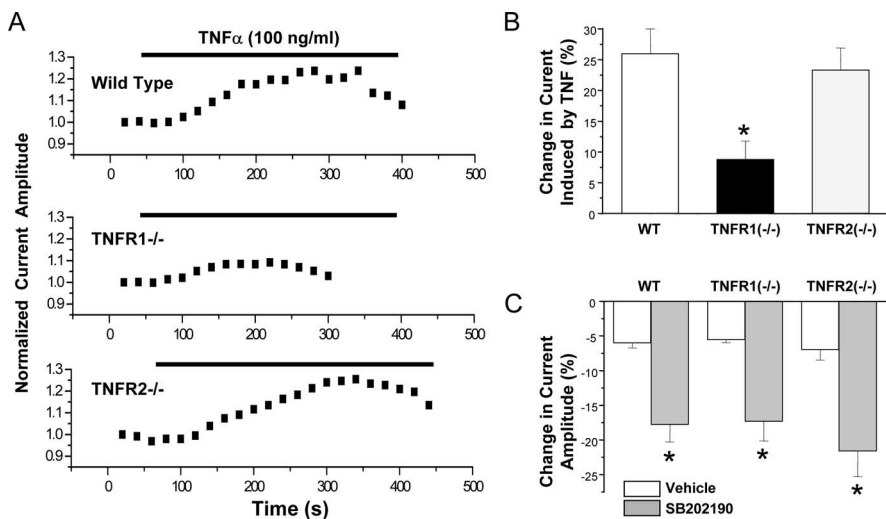 A
TNFα (100 ng/ml)
Wild Type
1.3
1.2
1.1
1.0
0.9
0 100 200 300 400 500
TNFR1-/-
1.3
1.2
1.1
1.0
0.9
0 100 200 300 400 500
TNFR2-/-
1.3
1.2
1.1
1.0
0.9
0 100 200 300 400 500
Normalized Current Amplitude
Time (s)
B
Change in Curent
Induced by TNF (%)
30
25
20
15
10
5
0
*
WT TNFR1(-/-) TNFR2(-/-)
C
WT TNFR1(-/-) TNFR2(-/-)
Change in Current
Amplitude (%)
0
-5
-10
-15
-20
-25
* * *
Vehicle
SB202190